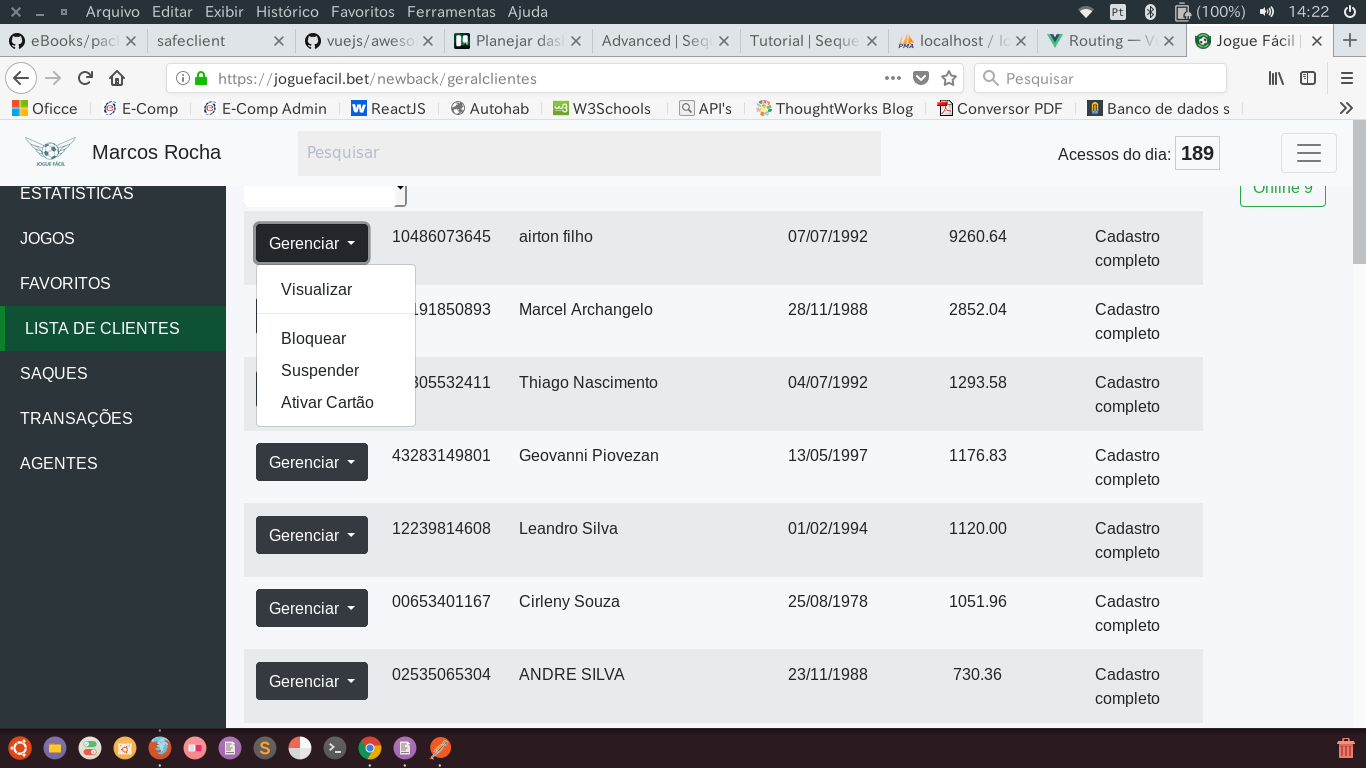 Arquivo Editar Exibir Histórico Favoritos Ferramentas Ajuda
Pt (100%) 14:22
eBooks/pac safeclient vuejs/aweso Planejar das Advanced | Sequ Tutorial | Seque localhost / lo Routing — V Jogue Fácil |
https://joguefacil.bet/newback/geralclientes Pesquisar
Oficce E-Comp E-Comp Admin ReactJS Autohab W3Schools API's ThoughtWorks Blog Conversor PDF Banco de dados s
JOGUE FÁCIL Marcos Rocha Pesquisar Acessos do dia: 189
ESTATISTICAS
Online 9
JOGOS
FAVORITOS
LISTA DE CLIENTES
SAQUES
TRANSAÇÕES
AGENTES
Gerenciar 10486073645 airton filho 07/07/1992 9260.64 Cadastro
completo
Visualizar
Bloquear
Suspender
Ativar Cartão
191850893 Marcel Archangelo 28/11/1988 2852.04 Cadastro
completo
305532411 Thiago Nascimento 04/07/1992 1293.58 Cadastro
completo
Gerenciar 43283149801 Geovanni Piovezan 13/05/1997 1176.83 Cadastro
completo
Gerenciar 12239814608 Leandro Silva 01/02/1994 1120.00 Cadastro
completo
Gerenciar 00653401167 Cirleny Souza 25/08/1978 1051.96 Cadastro
completo
Gerenciar 02535065304 ANDRE SILVA 23/11/1988 730.36 Cadastro
completo